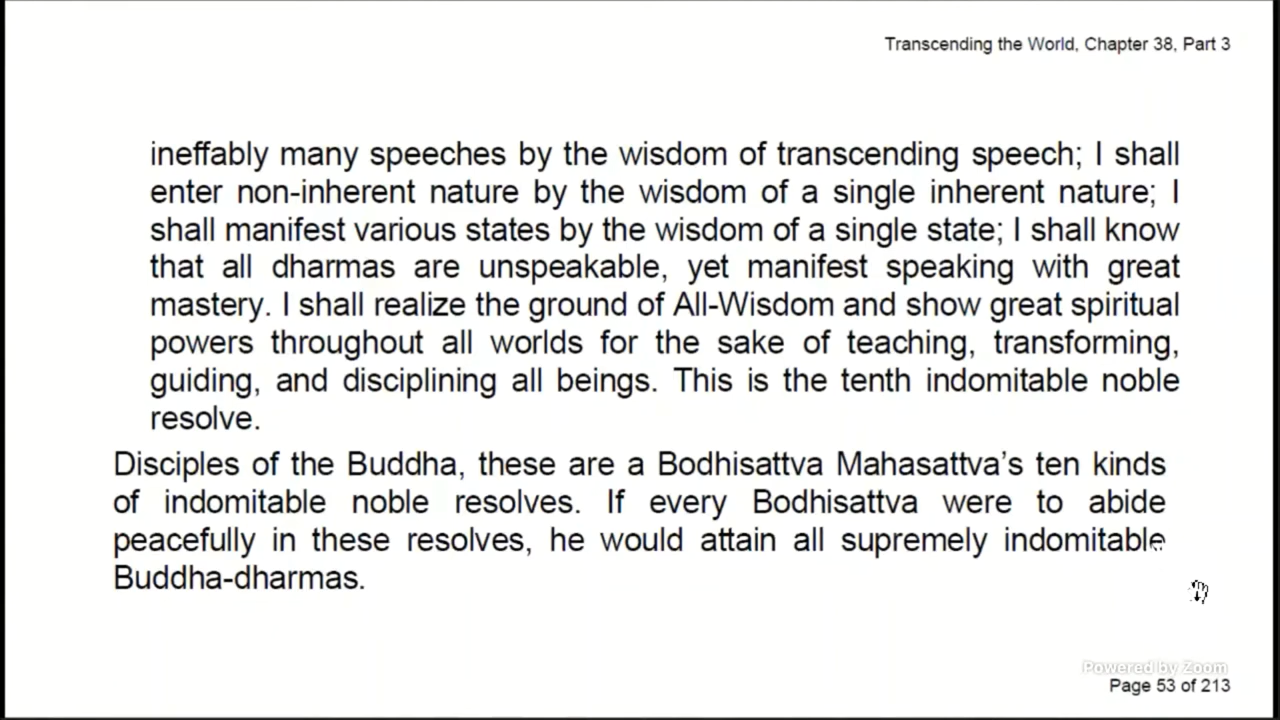 Transcending the World, Chapter 38, Part 3
ineffably many speeches by the wisdom of transcending speech; I shall
enter non-inherent nature by the wisdom of a single inherent nature; I
shall manifest various states by the wisdom of a single state; I shall know
that all dharmas are unspeakable, yet manifest speaking with great
mastery. I shall realize the ground of All-Wisdom and show great spiritual
powers throughout all worlds for the sake of teaching, transforming,
guiding, and disciplining all beings. This is the tenth indomitable noble
resolve.
Disciples of the Buddha, these are a Bodhisattva Mahasattva’s ten kinds
of indomitable noble resolves. If every Bodhisattva were to abide
peacefully in these resolves, he would attain all supremely indomitable
Buddha-dharmas.
Powered by Zoom
Page 53 of 213